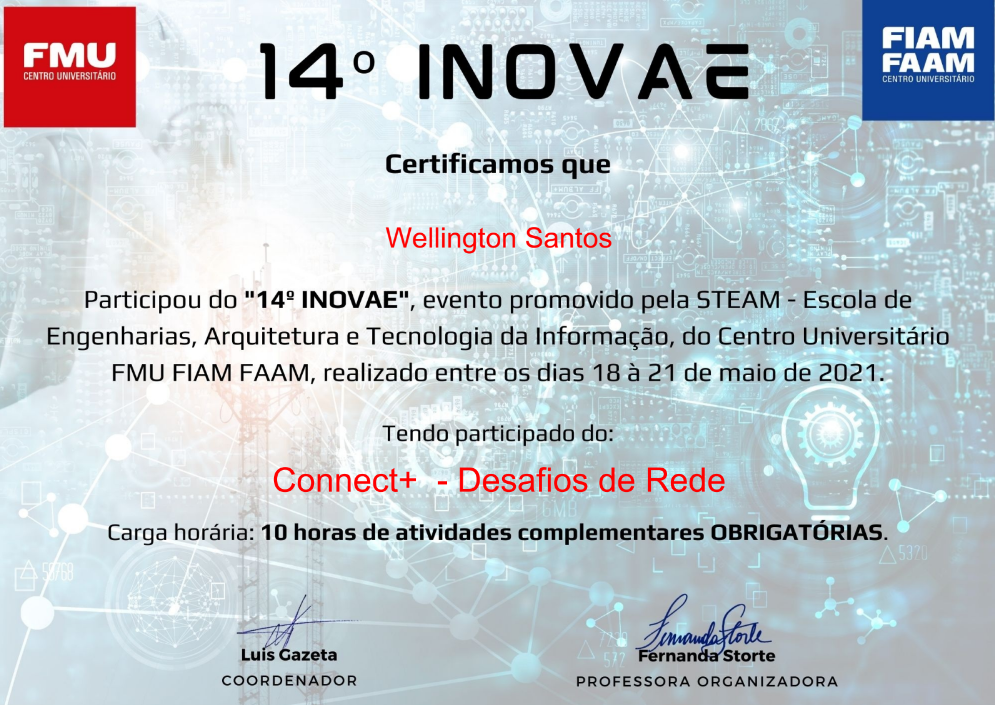 FMU
CENTRO UNIVERSITÁRIO
14º INOVAE
FIAM
FAAM
CENTRO UNIVERSITÁRIO
Certificamos que
Wellington Santos
Participou do "14º INOVAE", evento promovido pela STEAM - Escola de
Engenharias, Arquitetura e Tecnologia da Informação, do Centro Universitário
FMU FIAM FAAM, realizado entre os dias 18 à 21 de maio de 2021.
Tendo participado do:
Connect+ - Desafios de Rede
Carga horária: 10 horas de atividades complementares OBRIGATÓRIAS.
5370
Fernanda Storte
Luis Gazeta
Fernanda Storte
COORDENADOR
PROFESSORA ORGANIZADORA